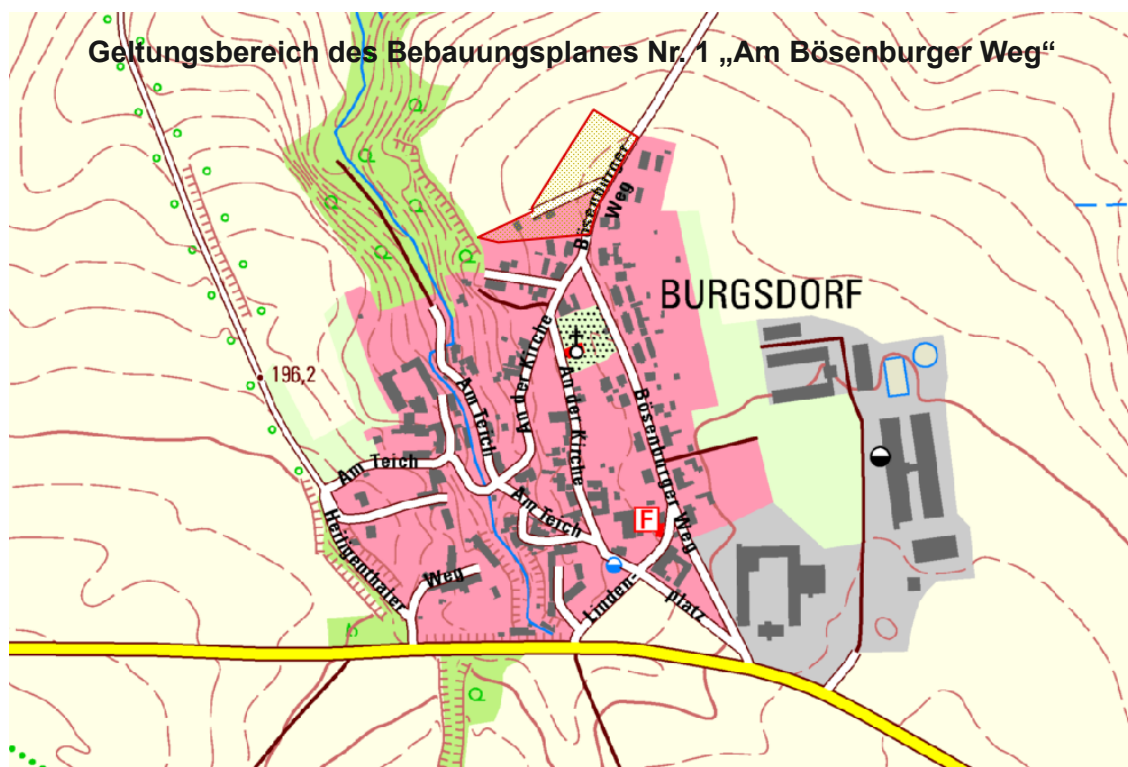 Geltungsbereich des Bebauungsplanes Nr. 1 „Am Bösenburger Weg“
Bösenburger
Weg
BURGSDORF
196,2
Am Teich
An der Kirche
An der Kirche
Bösenburger Weg
Am Teich
Am Teich
F
Heiligenthaler
Weg
Linden-
platz